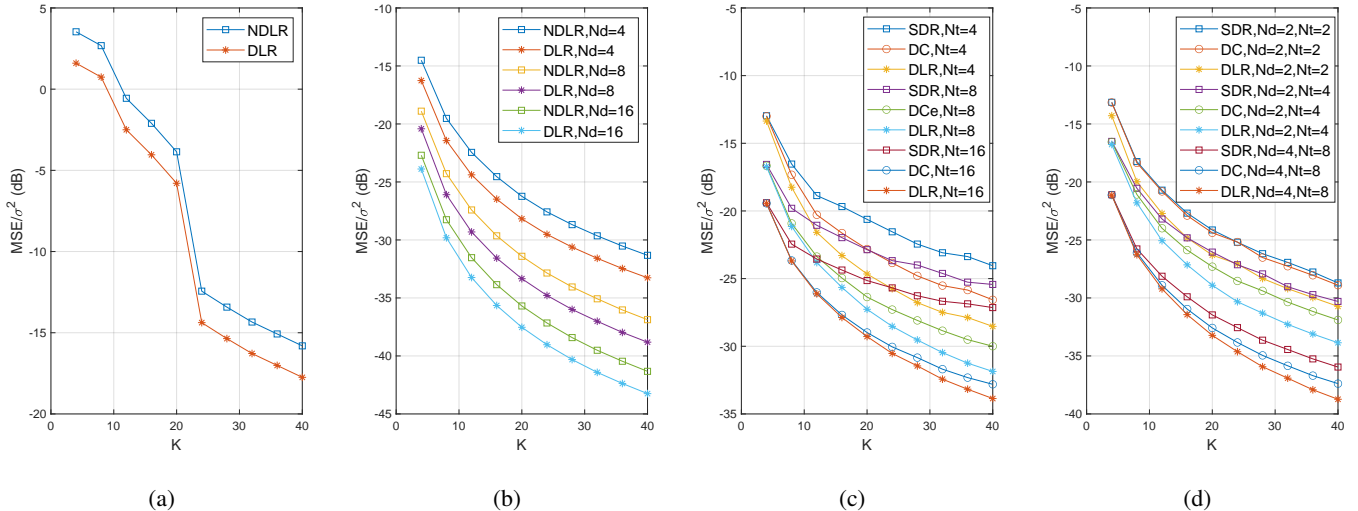 5
0
-5
-10
-15
-20
0
10
20
30
40
MSE/σ² (dB)
K
NDLR
DLR
(a)
-10
-15
-20
-25
-30
-35
-40
-45
0
10
20
30
40
MSE/σ² (dB)
K
NDLR,Nd=4
DLR,Nd=4
NDLR,Nd=8
DLR,Nd=8
NDLR,Nd=16
DLR,Nd=16
(b)
-5
-10
-15
-20
-25
-30
-35
0
10
20
30
40
MSE/σ² (dB)
K
SDR,Nt=4
DC,Nt=4
DLR,Nt=4
SDR,Nt=8
DCe,Nt=8
DLR,Nt=8
SDR,Nt=16
DC,Nt=16
DLR,Nt=16
(c)
-5
-10
-15
-20
-25
-30
-35
-40
0
10
20
30
40
MSE/σ² (dB)
K
SDR,Nd=2,Nt=2
DC,Nd=2,Nt=2
DLR,Nd=2,Nt=2
SDR,Nd=2,Nt=4
DC,Nd=2,Nt=4
DLR,Nd=2,Nt=4
SDR,Nd=4,Nt=8
DC,Nd=4,Nt=8
DLR,Nd=4,Nt=8
(d)